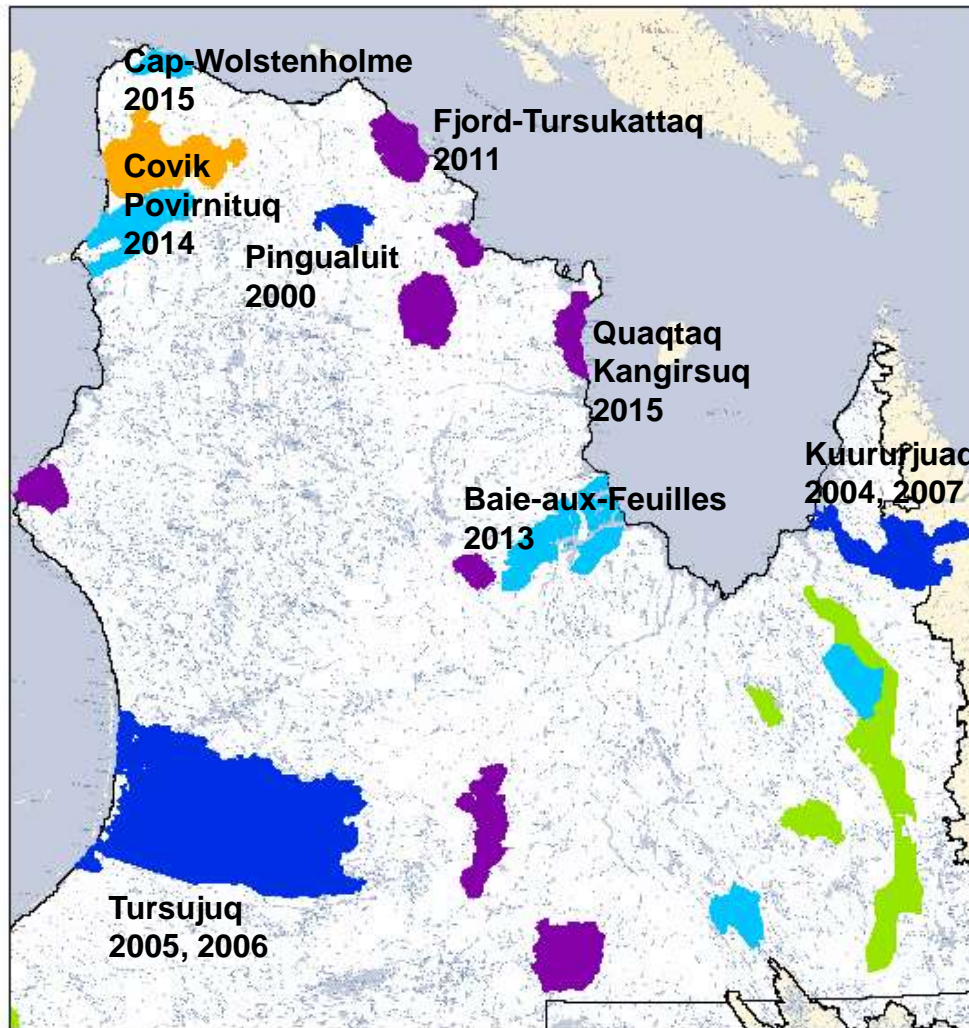 Cap-Wolstenholme
2015
Fjord-Tursukattaq
2011
Covik
Povirnituq
2014
Pingualuit
2000
Quaqtaq
Kangirsuq
2015
Kuururjuaq
2004, 2007
Baie-aux-Feuilles
2013
Tursujuq
2005, 2006